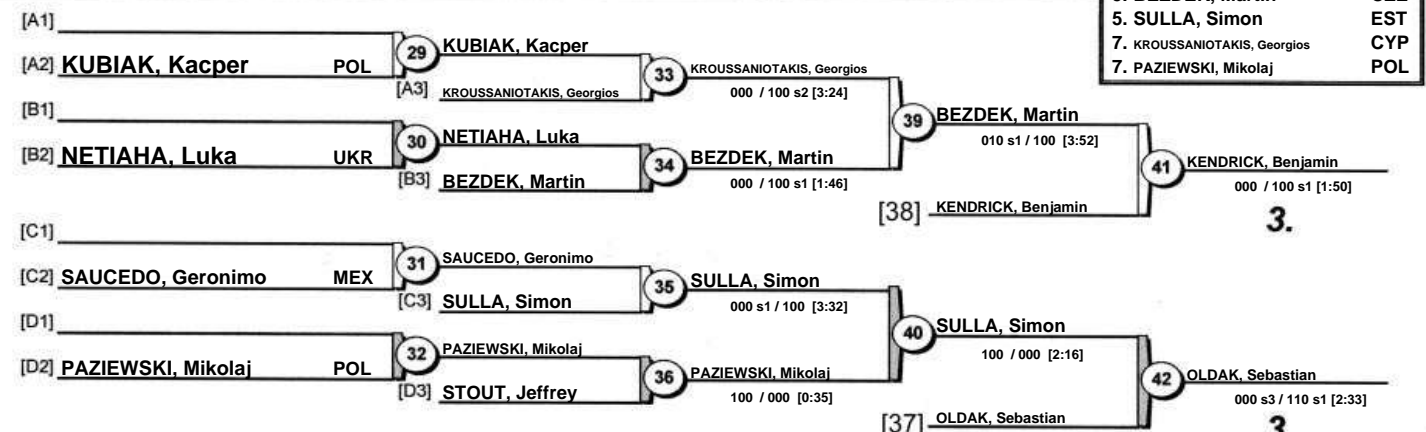 5. SULLA, Simon EST
7. KROUSSANIOTAKIS, Georgios CYP
7. PAZIEWSKI, Mikolaj POL
[A1]
[A2] KUBIAK, Kacper POL
29
KUBIAK, Kacper
[A3] KROUSSANIOTAKIS, Georgios
33
KROUSSANIOTAKIS, Georgios
000 / 100 s2 [3:24]
[B1]
[B2] NETIAHA, Luka UKR
30
NETIAHA, Luka
[B3] BEZDEK, Martin
34
BEZDEK, Martin
000 / 100 s1 [1:46]
39
BEZDEK, Martin
010 s1 / 100 [3:52]
[38] KENDRICK, Benjamin
41
KENDRICK, Benjamin
000 / 100 s1 [1:50]
3.
[C1]
[C2] SAUCEDO, Geronimo MEX
31
SAUCEDO, Geronimo
[C3] SULLA, Simon
35
SULLA, Simon
000 s1 / 100 [3:32]
[D1]
[D2] PAZIEWSKI, Mikolaj POL
32
PAZIEWSKI, Mikolaj
[D3] STOUT, Jeffrey
36
PAZIEWSKI, Mikolaj
100 / 000 [0:35]
40
SULLA, Simon
100 / 000 [2:16]
[37] OLDAK, Sebastian
42
OLDAK, Sebastian
000 s3 / 110 s1 [2:33]
3.